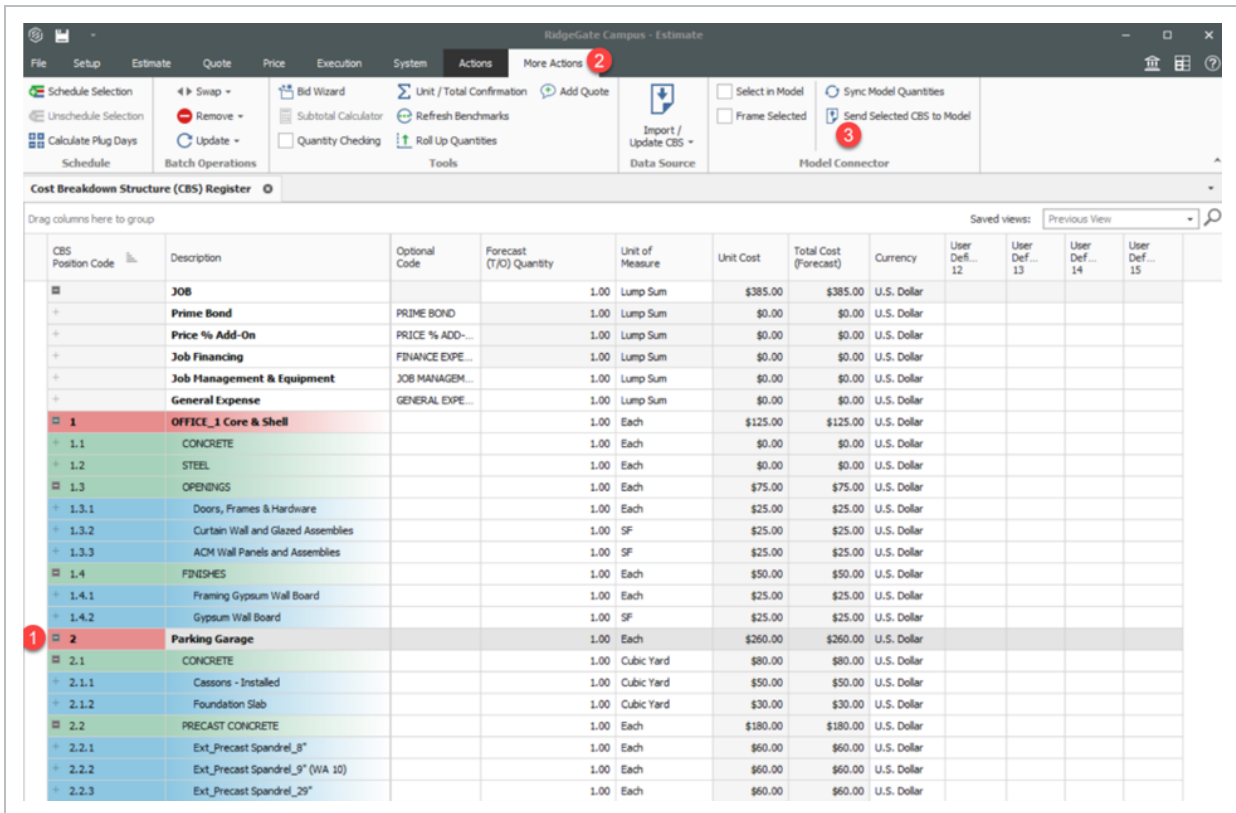 RidgeGate Campus - Estimate
File Setup Estimate Quote Price Execution System Actions More Actions 2
Schedule Selection Swap Bid Wizard Unit / Total Confirmation Add Quote Select in Model Sync Model Quantities
Unschedule Selection Remove Subtotal Calculator Refresh Benchmarks Frame Selected Send Selected CBS to Model
Import / Update CBS
3
Calculate Plug Days Update Quantity Checking Roll Up Quantities
Schedule Batch Operations Tools Data Source Model Connector
Cost Breakdown Structure (CBS) Register
Drag columns here to group Saved views: Previous View
CBS Position Code Description Optional Code Forecast (T/O) Quantity Unit of Measure Unit Cost Total Cost (Forecast) Currency User Defi... 12 User Def... 13 User Def... 14 User Def... 15
JOB 1.00 Lump Sum $385.00 $385.00 U.S. Dollar
Prime Bond PRIME BOND 1.00 Lump Sum $0.00 $0.00 U.S. Dollar
Price % Add-On PRICE % ADD-... 1.00 Lump Sum $0.00 $0.00 U.S. Dollar
Job Financing FINANCE EXPE... 1.00 Lump Sum $0.00 $0.00 U.S. Dollar
Job Management & Equipment JOB MANAGEM... 1.00 Lump Sum $0.00 $0.00 U.S. Dollar
General Expense GENERAL EXPE... 1.00 Lump Sum $0.00 $0.00 U.S. Dollar
1 OFFICE_1 Core & Shell 1.00 Each $125.00 $125.00 U.S. Dollar
1.1 CONCRETE 1.00 Each $0.00 $0.00 U.S. Dollar
1.2 STEEL 1.00 Each $0.00 $0.00 U.S. Dollar
1.3 OPENINGS 1.00 Each $75.00 $75.00 U.S. Dollar
1.3.1 Doors, Frames & Hardware 1.00 Each $25.00 $25.00 U.S. Dollar
1.3.2 Curtain Wall and Glazed Assemblies 1.00 SF $25.00 $25.00 U.S. Dollar
1.3.3 ACM Wall Panels and Assemblies 1.00 SF $25.00 $25.00 U.S. Dollar
1.4 FINISHES 1.00 Each $50.00 $50.00 U.S. Dollar
1.4.1 Framing Gypsum Wall Board 1.00 Each $25.00 $25.00 U.S. Dollar
1.4.2 Gypsum Wall Board 1.00 SF $25.00 $25.00 U.S. Dollar
1 2 Parking Garage 1.00 Each $260.00 $260.00 U.S. Dollar
2.1 CONCRETE 1.00 Cubic Yard $80.00 $80.00 U.S. Dollar
2.1.1 Cassons - Installed 1.00 Cubic Yard $50.00 $50.00 U.S. Dollar
2.1.2 Foundation Slab 1.00 Cubic Yard $30.00 $30.00 U.S. Dollar
2.2 PRECAST CONCRETE 1.00 Each $180.00 $180.00 U.S. Dollar
2.2.1 Ext_Precast Spandrel_8" 1.00 Each $60.00 $60.00 U.S. Dollar
2.2.2 Ext_Precast Spandrel_9" (WA 10) 1.00 Each $60.00 $60.00 U.S. Dollar
2.2.3 Ext_Precast Spandrel_29" 1.00 Each $60.00 $60.00 U.S. Dollar